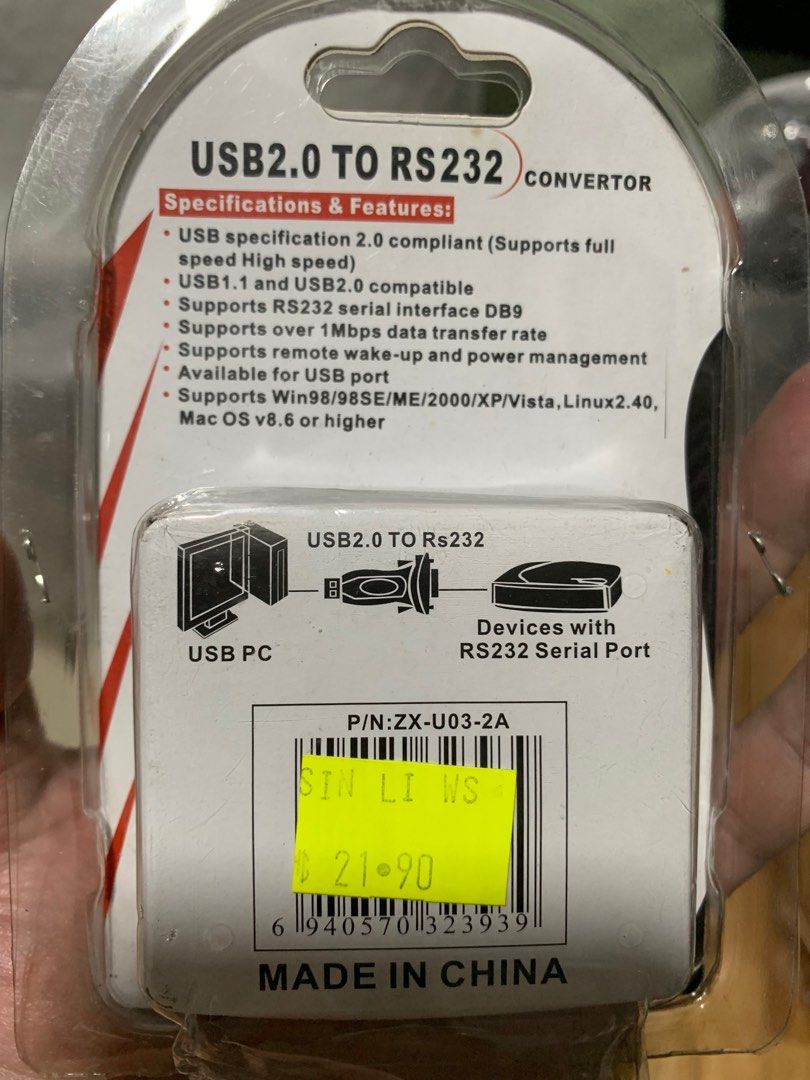 USB2.0 TO RS232 CONVERTOR
Specifications & Features:
• USB specification 2.0 compliant (Supports full
speed High speed)
• USB1.1 and USB2.0 compatible
• Supports RS232 serial interface DB9
• Supports over 1Mbps data transfer rate
• Supports remote wake-up and power management
• Available for USB port
• Supports Win98/98SE/ME/2000/XP/Vista,Linux2.40,
Mac OS v8.6 or higher
USB2.0 TO Rs232
USB PC
Devices with
RS232 Serial Port
P/N:ZX-U03-2A
SIN LI WS
$ 21.90
6 940570 323939
MADE IN CHINA